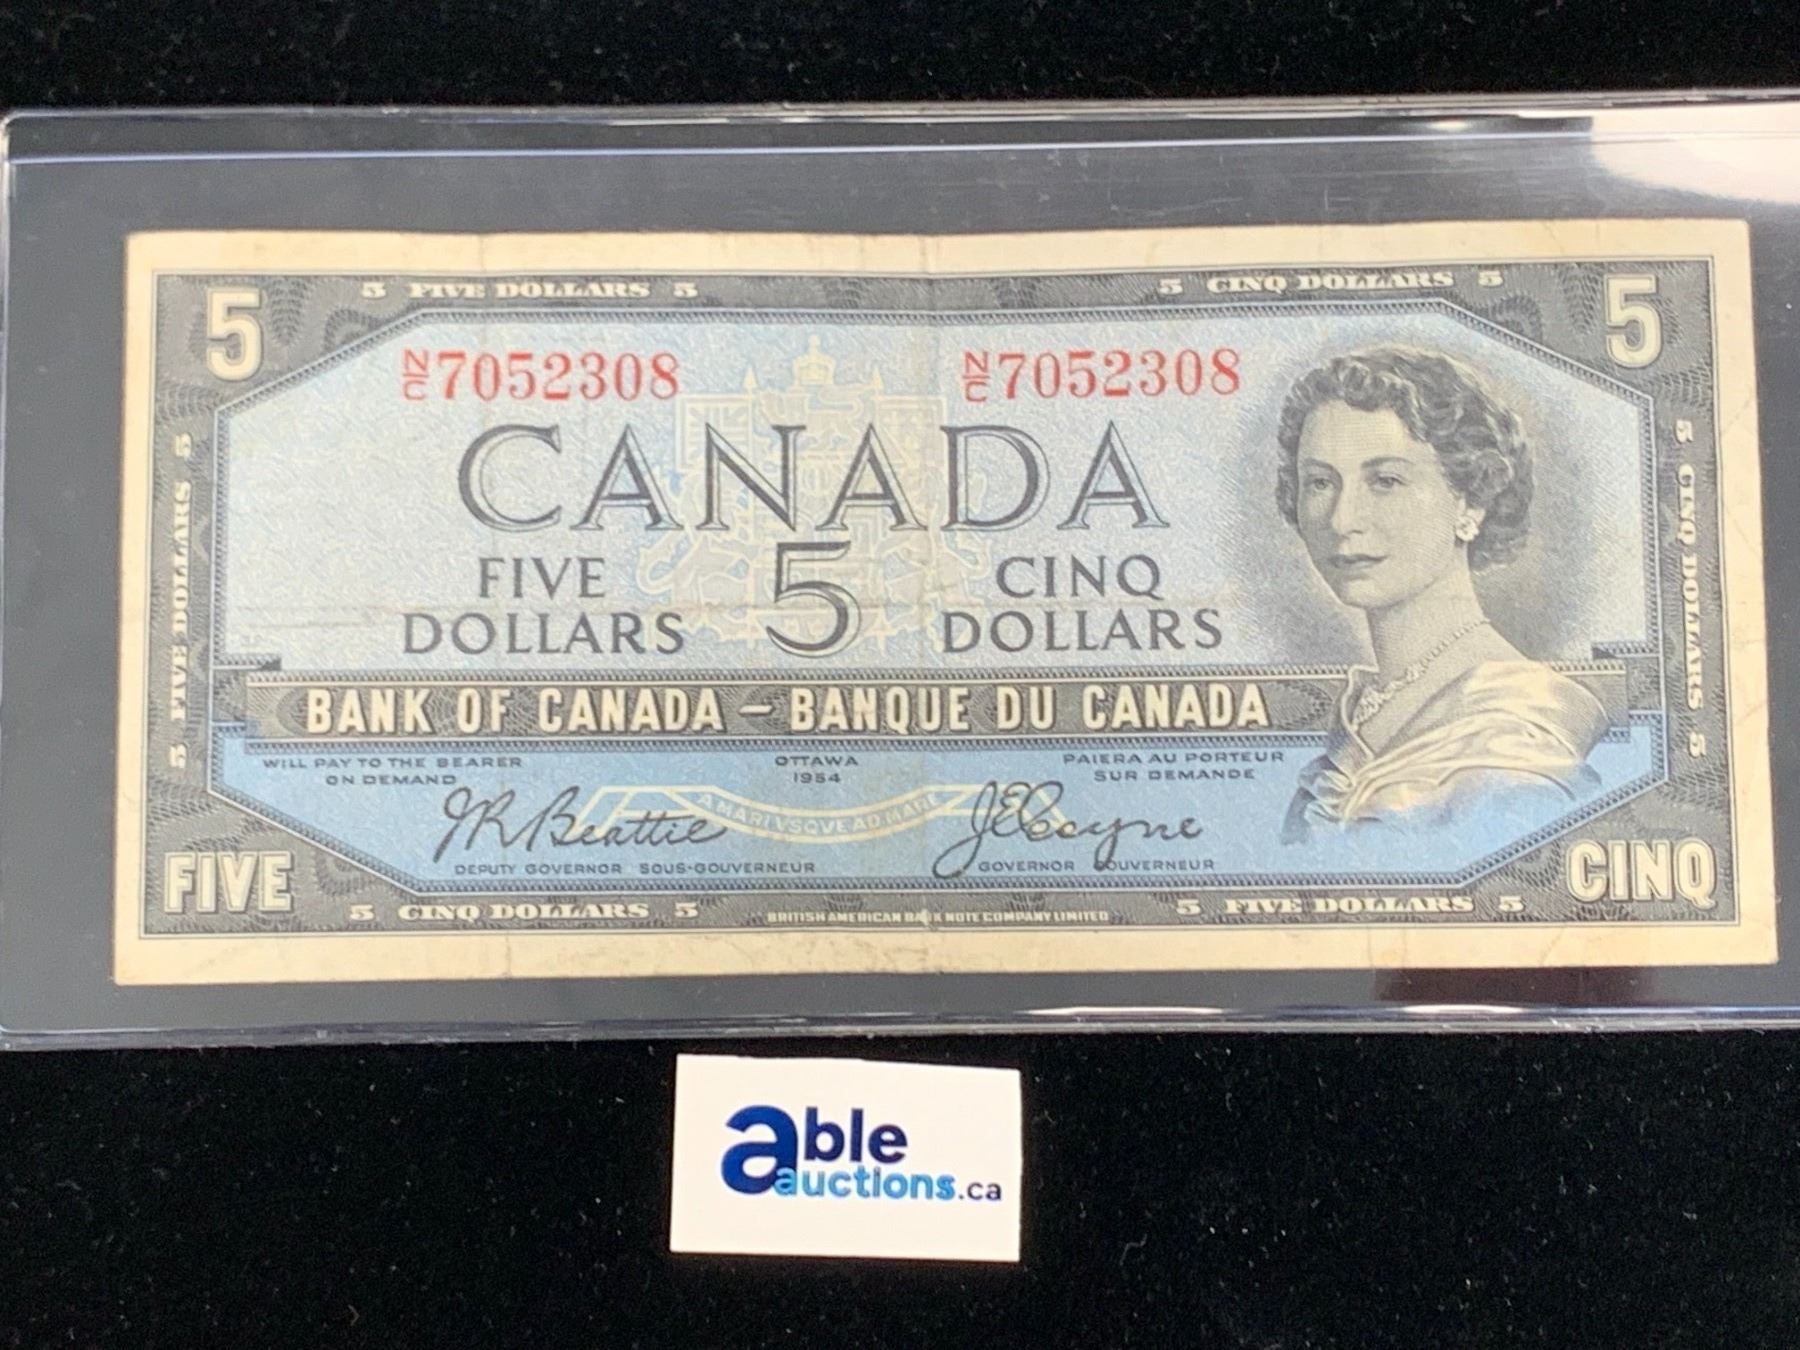 5 FIVE DOLLARS 5
5 CINQ DOLLARS 5
5
5
N/C 7052308
N/C 7052308
CANADA
FIVE DOLLARS
5
CINQ DOLLARS
5 FIVE DOLLARS 5
5 CINQ DOLLARS 5
BANK OF CANADA – BANQUE DU CANADA
WILL PAY TO THE BEARER
ON DEMAND
OTTAWA
1954
PAIERA AU PORTEUR
SUR DEMANDE
A MARI VSQVE AD MARE
J R Beattie
J E Coyne
DEPUTY GOVERNOR SOUS-GOUVERNEUR
GOVERNOR GOUVERNEUR
FIVE
CINQ
5 CINQ DOLLARS 5
BRITISH AMERICAN BANK NOTE COMPANY LIMITED
5 FIVE DOLLARS 5
able
auctions.ca